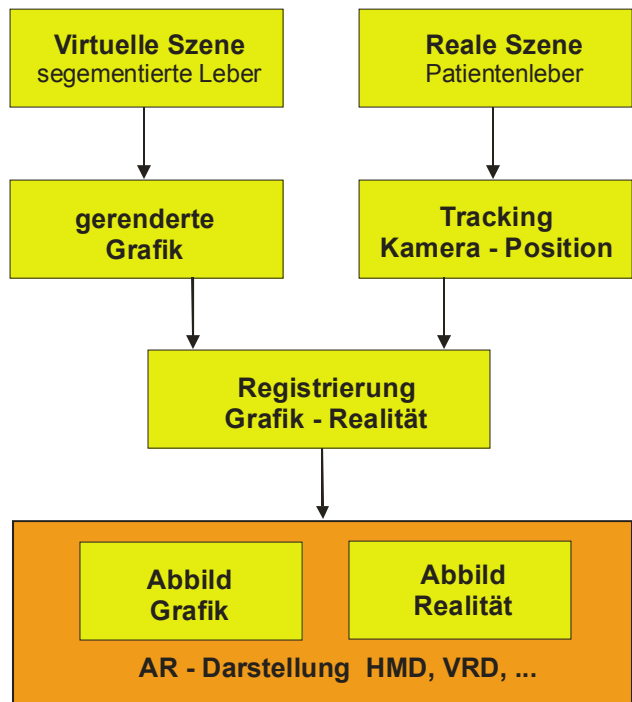 Virtuelle Szene
segementierte Leber
Reale Szene
Patientenleber
gerenderte
Grafik
Tracking
Kamera - Position
Registrierung
Grafik - Realität
Abbild
Grafik
Abbild
Realität
AR - Darstellung HMD, VRD, ...